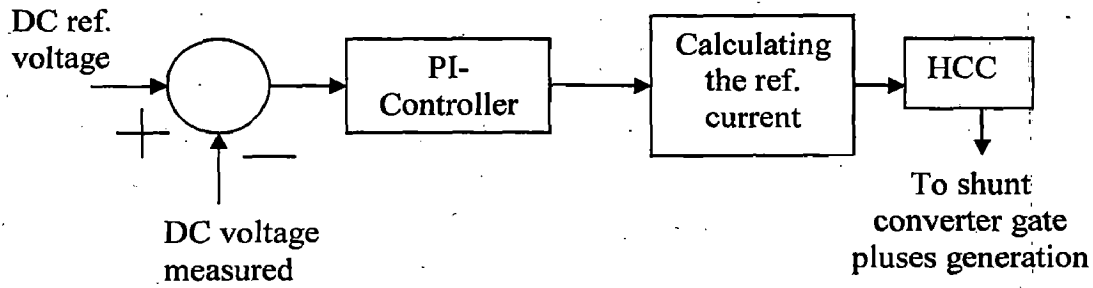 DC ref.
voltage
+
−
DC voltage
measured
PI-
Controller
Calculating
the ref.
current
HCC
To shunt
converter gate
pluses generation